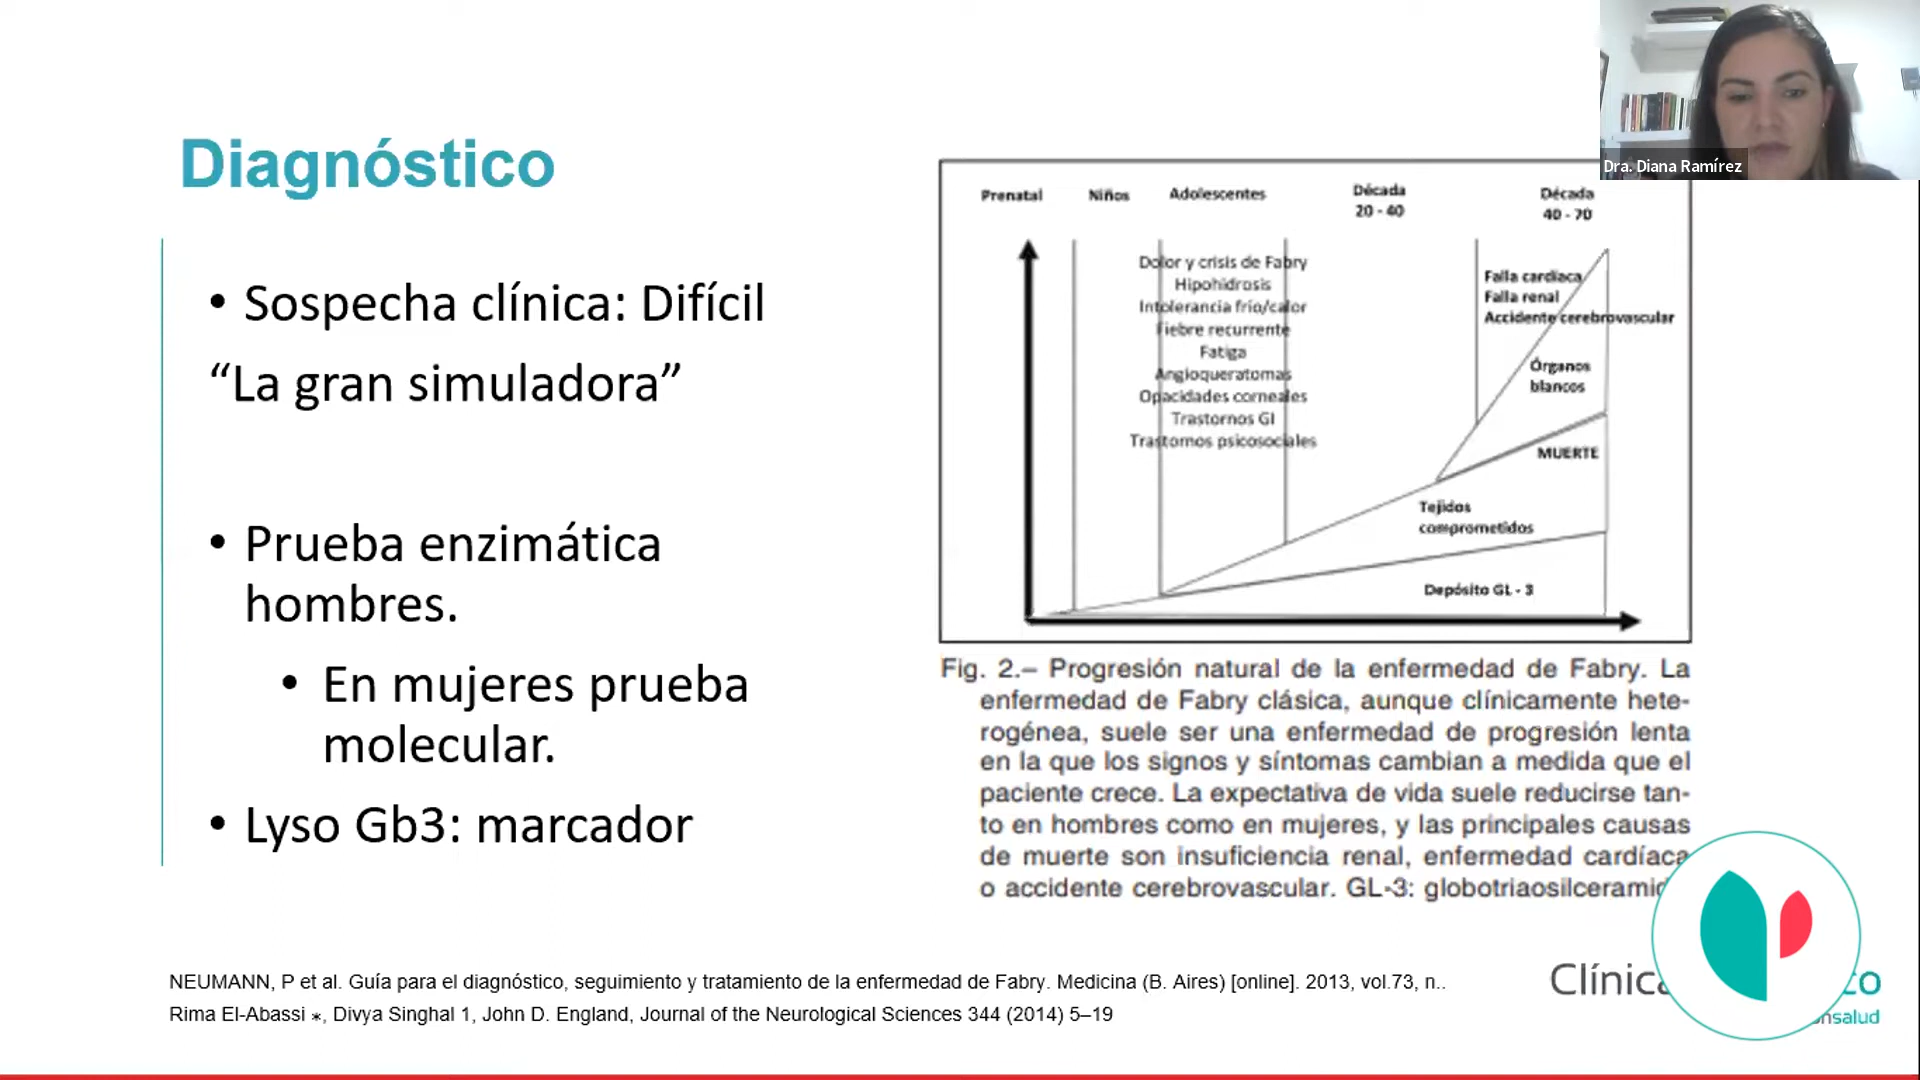 Dra. Diana Ramírez
Diagnóstico
• Sospecha clínica: Difícil
“La gran simuladora”
• Prueba enzimática
hombres.
• En mujeres prueba
molecular.
• Lyso Gb3: marcador
Prenatal Niños Adolescentes Década 20 - 40 Década 40 - 70
Dolor y crisis de Fabry
Hipohidrosis
Intolerancia frío/calor
Fiebre recurrente
Fatiga
Angioqueratomas
Opacidades corneales
Trastornos GI
Trastornos psicosociales
Falla cardíaca
Falla renal
Accidente cerebrovascular
Órganos
blancos
MUERTE
Tejidos
comprometidos
Depósito GL - 3
Fig. 2.– Progresión natural de la enfermedad de Fabry. La
enfermedad de Fabry clásica, aunque clínicamente hete-
rogénea, suele ser una enfermedad de progresión lenta
en la que los signos y síntomas cambian a medida que el
paciente crece. La expectativa de vida suele reducirse tan-
to en hombres como en mujeres, y las principales causas
de muerte son insuficiencia renal, enfermedad cardíaca
o accidente cerebrovascular. GL-3:
NEUMANN, P et al. Guía para el diagnóstico, seguimiento y tratamiento de la enfermedad de Fabry. Medicina (B. Aires) [online]. 2013, vol.73, n..
Rima El-Abassi ⁎, Divya Singhal 1, John D. England, Journal of the Neurological Sciences 344 (2014) 5–19